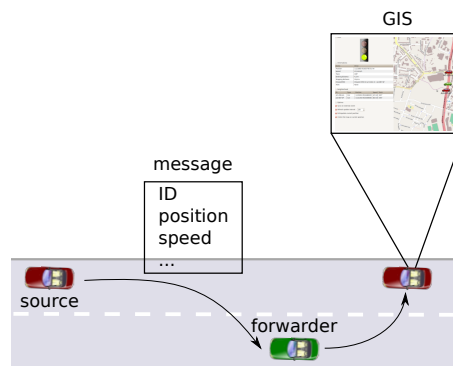 GIS
message
ID
position
speed
...
source
forwarder